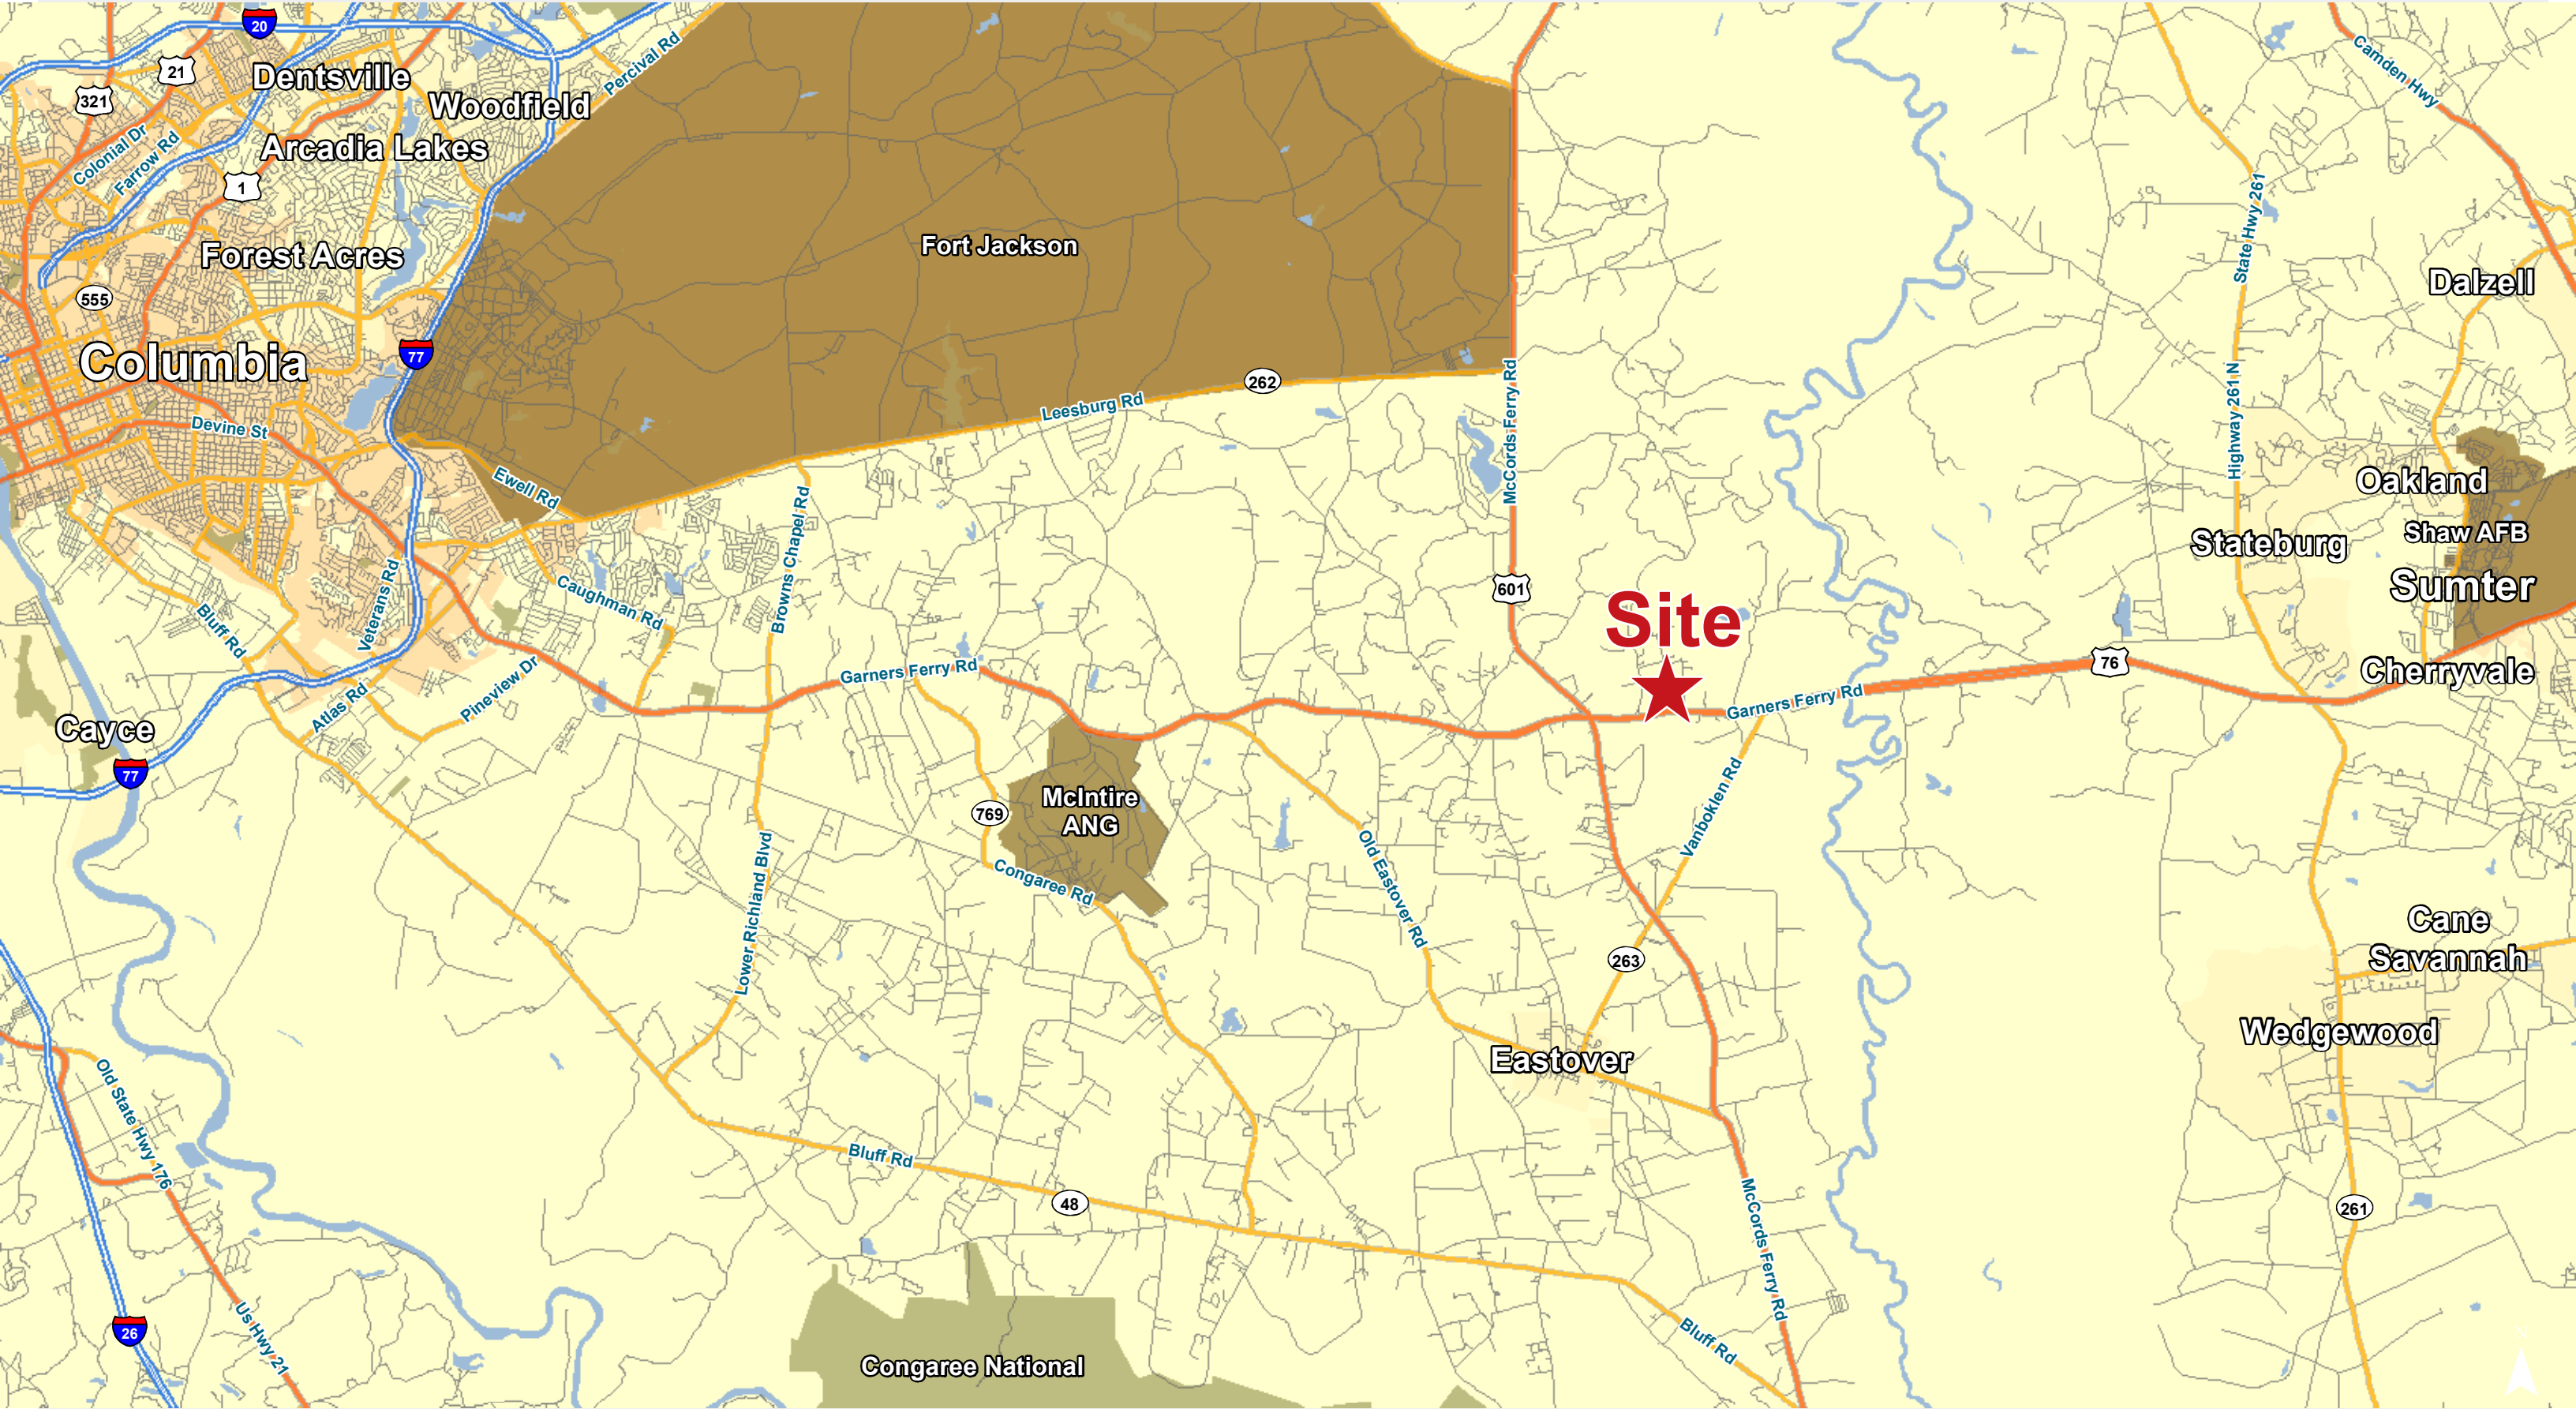 20
Percival Rd
Camden Hwy
21
Dentsville
321
Woodfield
Colonial Dr
Farrow Rd
Arcadia Lakes
1
State Hwy 261
Forest Acres
Fort Jackson
Dalzell
555
77
Columbia
262
McCords Ferry Rd
Highway 261 N
Leesburg Rd
Devine St
Ewell Rd
Oakland
Browns Chapel Rd
Shaw AFB
Stateburg
Sumter
Veterans Rd
Caughman Rd
601
Site
Bluff Rd
Garners Ferry Rd
76
Cherryvale
Pineview Dr
Atlas Rd
Garners Ferry Rd
Cayce
77
Vanboklen Rd
McIntire
ANG
769
Congaree Rd
Old Eastover Rd
Lower Richland Blvd
Cane
Savannah
263
Wedgewood
Eastover
Old State Hwy 176
Bluff Rd
48
McCords Ferry Rd
261
26
Us Hwy 21
Bluff Rd
Congaree National